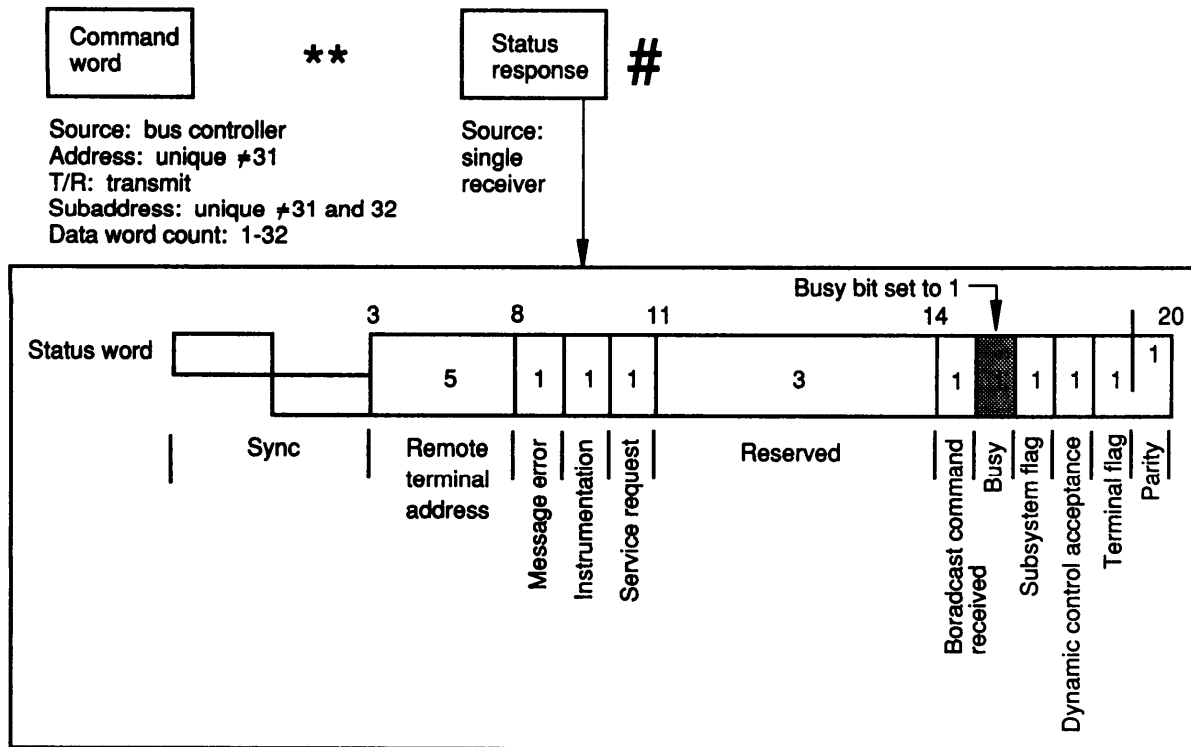 Command
word
**
Status
response
#
Source: bus controller
Address: unique ≠31
T/R: transmit
Subaddress: unique ≠31 and 32
Data word count: 1-32
Source:
single
receiver
Busy bit set to 1
3 8 11 14 20
Status word
5 1 1 1 3 1 1 1 1 1 1
Sync
Remote
terminal
address
Message error
Instrumentation
Service request
Reserved
Boradcast command
received
Busy
Subsystem flag
Dynamic control acceptance
Terminal flag
Parity